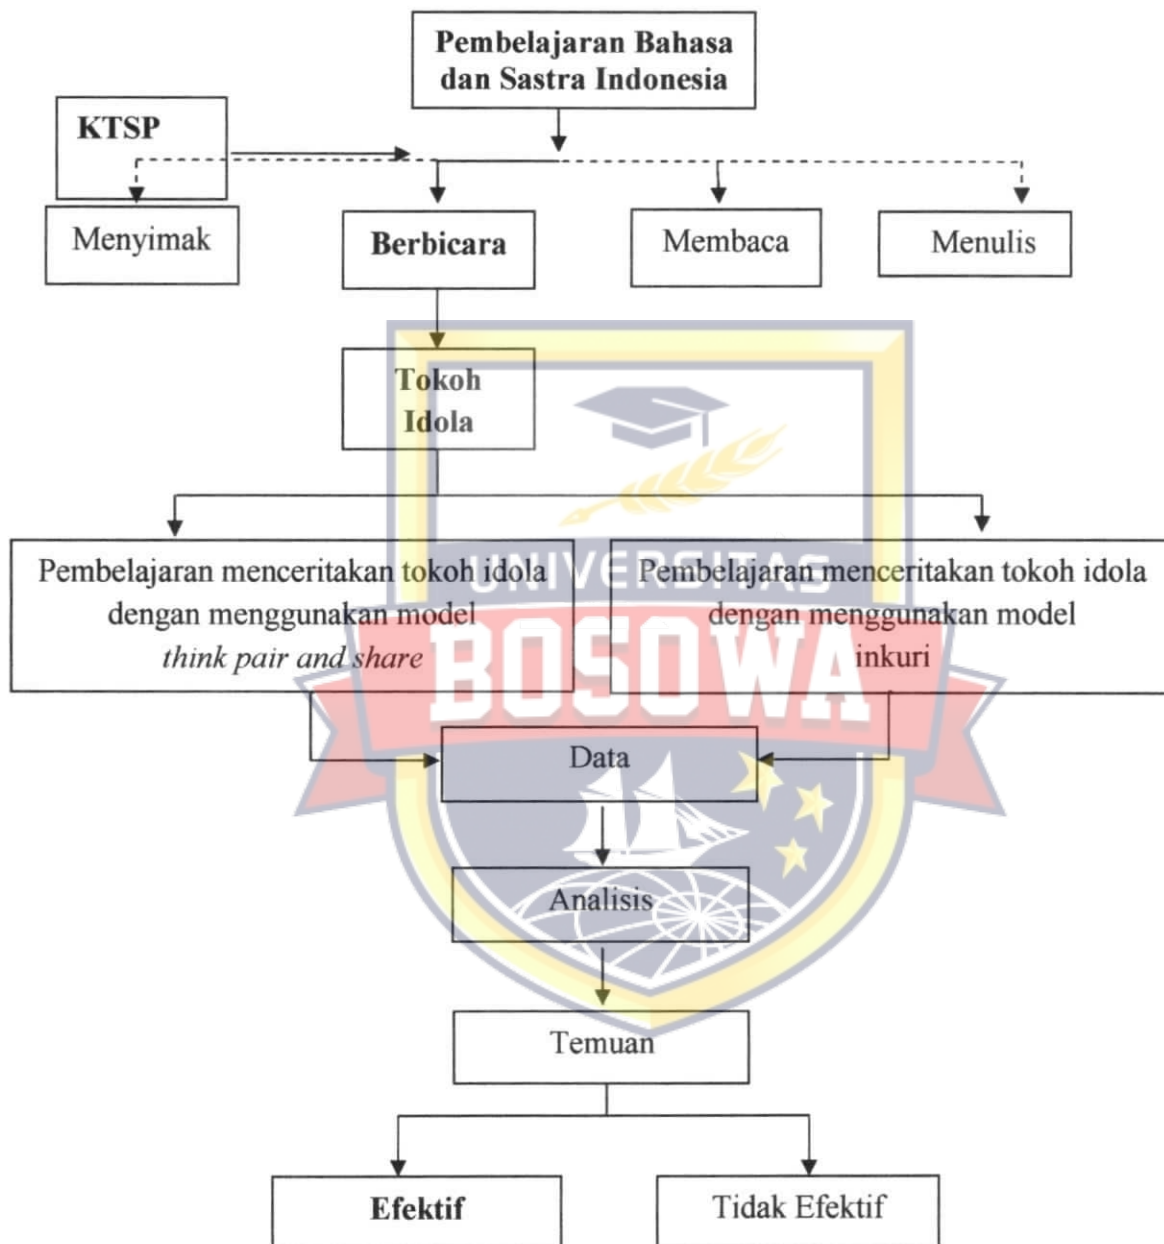 Pembelajaran Bahasa
dan Sastra Indonesia
KTSP
Menyimak
Berbicara
Membaca
Menulis
Tokoh
Idola
Pembelajaran menceritakan tokoh idola
dengan menggunakan model
think pair and share
Pembelajaran menceritakan tokoh idola
dengan menggunakan model
inkuri
UNIVERSITAS
BOSOWA
Data
Analisis
Temuan
Efektif
Tidak Efektif